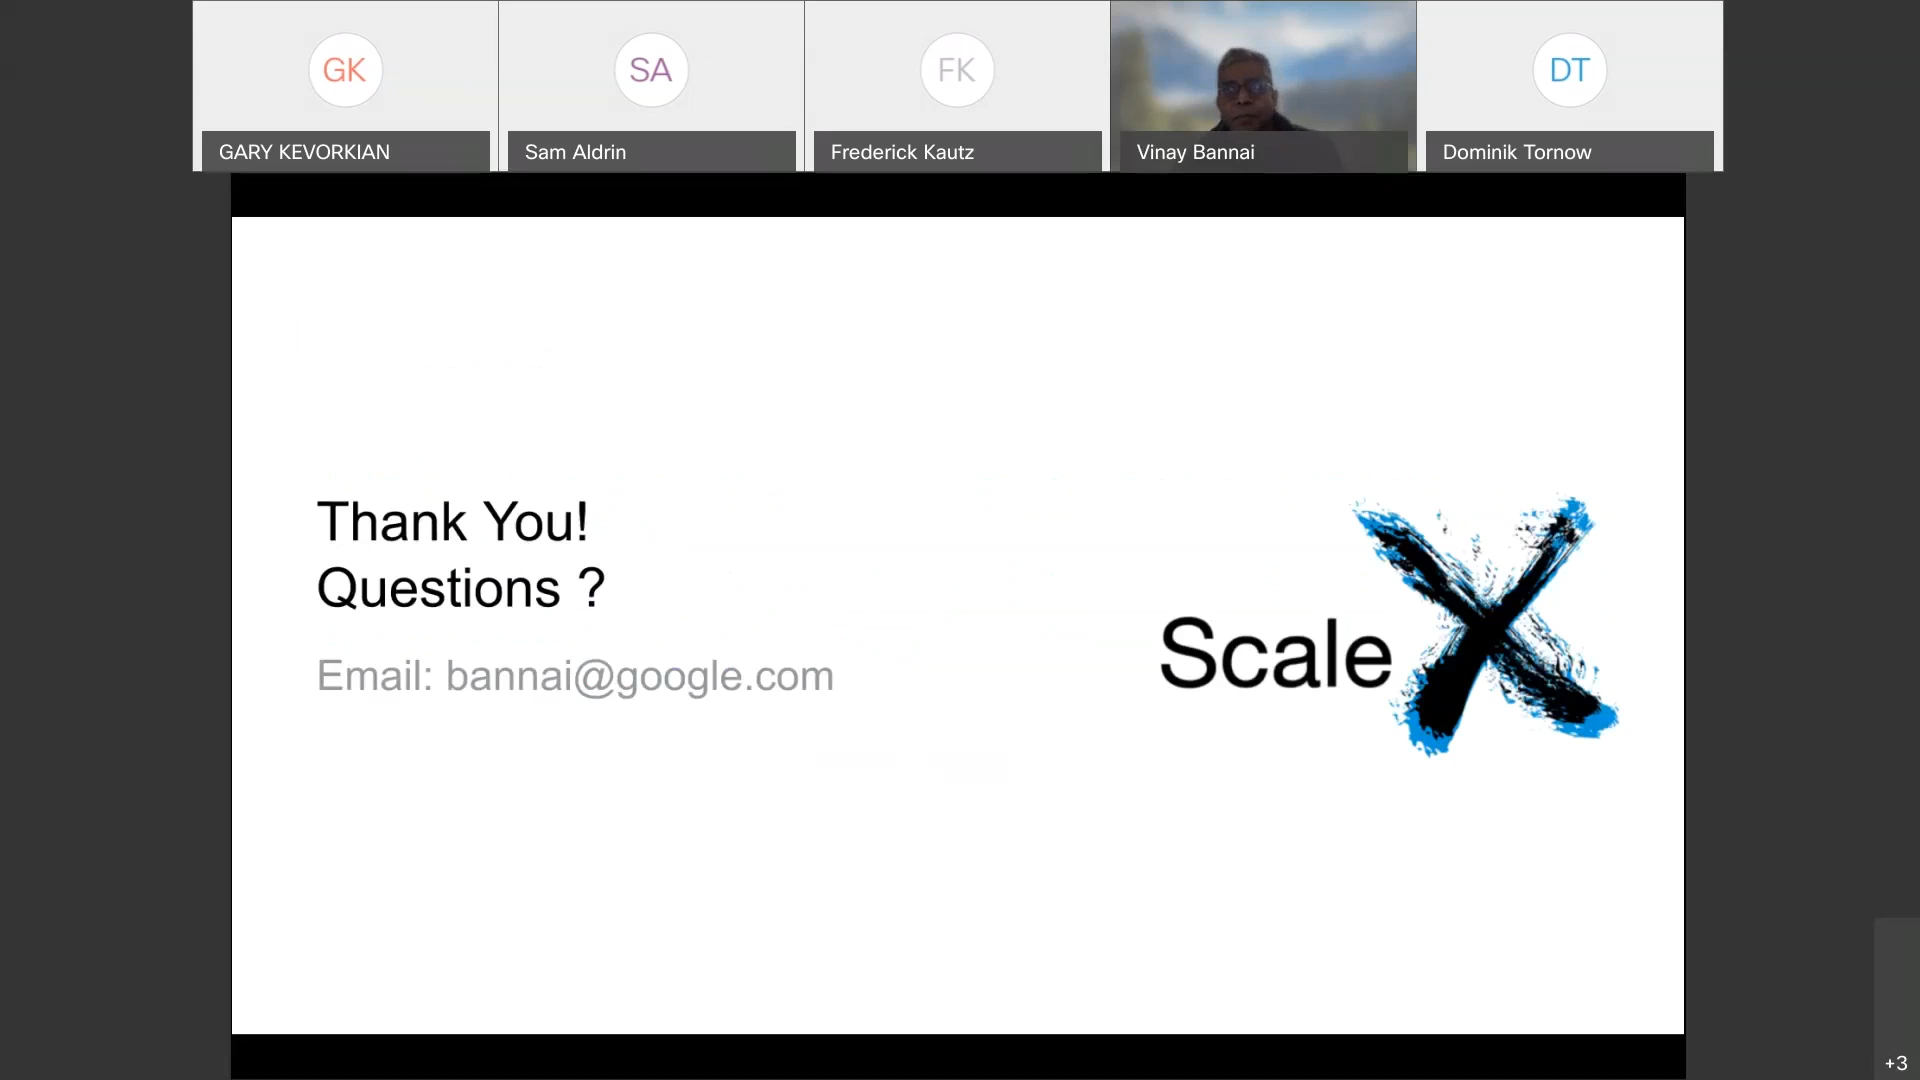 GK
SA
FK
DT
GARY KEVORKIAN
Sam Aldrin
Frederick Kautz
Vinay Bannai
Dominik Tornow
Thank You!
Questions ?
Email: bannai@google.com
Scale X
+3